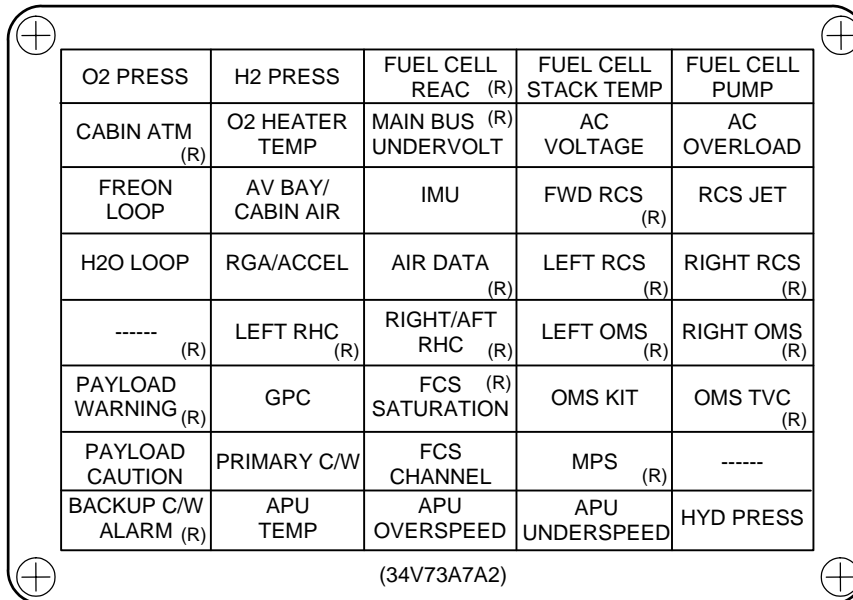 O2 PRESS
H2 PRESS
FUEL CELL
REAC (R)
FUEL CELL
STACK TEMP
FUEL CELL
PUMP
CABIN ATM
(R)
O2 HEATER
TEMP
MAIN BUS (R)
UNDERVOLT
AC
VOLTAGE
AC
OVERLOAD
FREON
LOOP
AV BAY/
CABIN AIR
IMU
FWD RCS
(R)
RCS JET
H2O LOOP
RGA/ACCEL
AIR DATA
(R)
LEFT RCS
(R)
RIGHT RCS
(R)
------
(R)
LEFT RHC
(R)
RIGHT/AFT
RHC (R)
LEFT OMS
(R)
RIGHT OMS
(R)
PAYLOAD
WARNING (R)
GPC
FCS (R)
SATURATION
OMS KIT
OMS TVC
(R)
PAYLOAD
CAUTION
PRIMARY C/W
FCS
CHANNEL
MPS
(R)
------
BACKUP C/W
ALARM (R)
APU
TEMP
APU
OVERSPEED
APU
UNDERSPEED
HYD PRESS
(34V73A7A2)